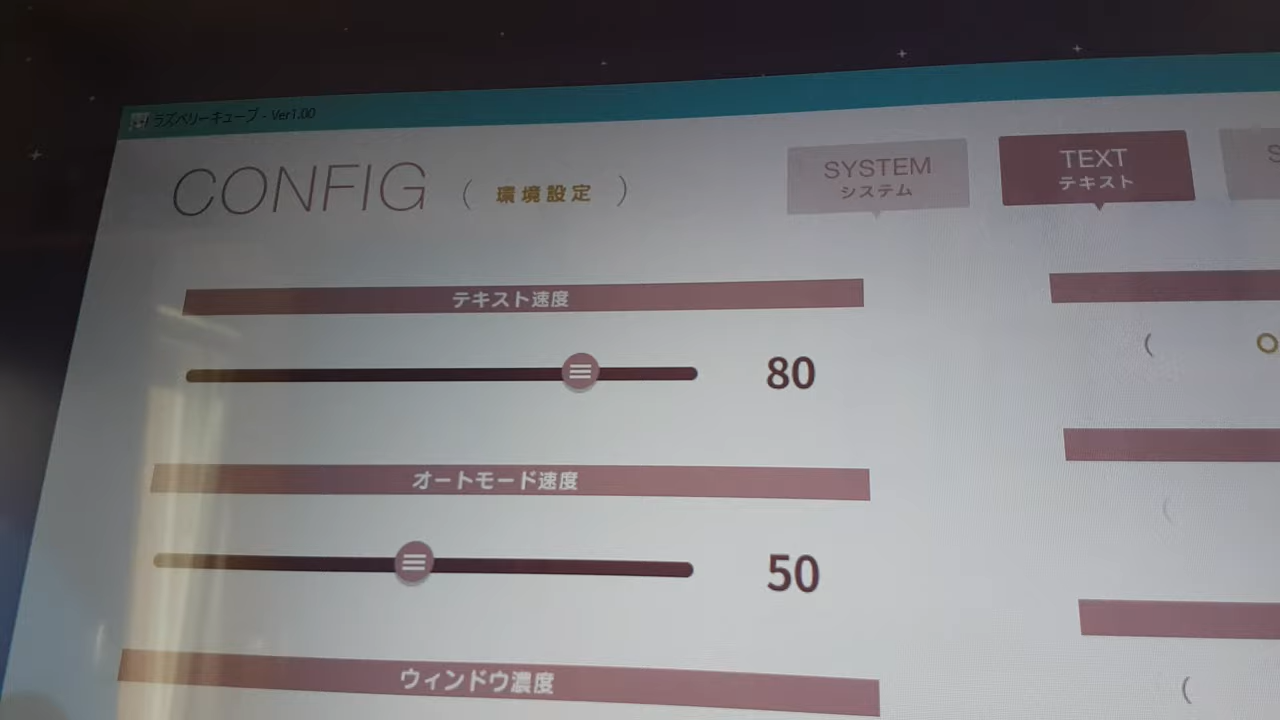 ラズベリーキューブ - Ver1.00
CONFIG ( 環境設定 )
SYSTEM
システム
TEXT
テキスト
テキスト速度
80
オートモード速度
50
ウィンドウ濃度